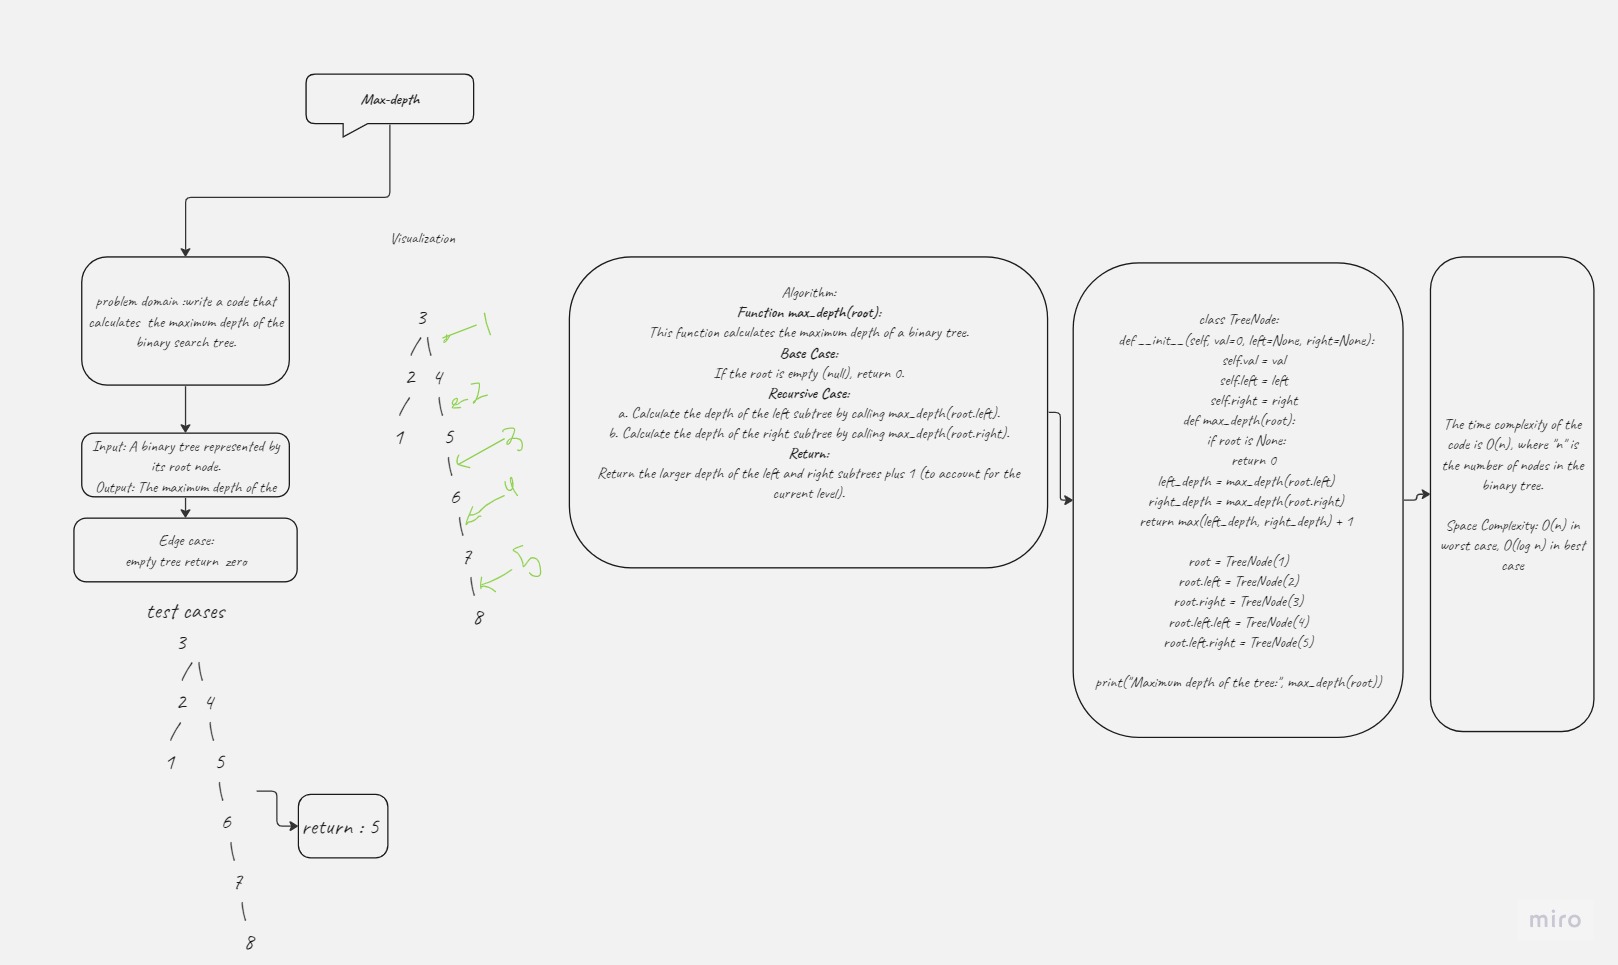 Max-depth
problem domain :write a code that
calculates the maximum depth of the
binary search tree.
Input: A binary tree represented by
its root node.
Output: The maximum depth of the
Edge case:
empty tree return zero
test cases
3
/ \
2 4
/ \
1 5
\
6
\
7
\
8
return : 5
Visualization
3
/ \
2 4
/ \
1 5
\
6
\
7
\
8
1
2
3
4
5
Algorithm:
Function max_depth(root):
This function calculates the maximum depth of a binary tree.
Base Case:
If the root is empty (null), return 0.
Recursive Case:
a. Calculate the depth of the left subtree by calling max_depth(root.left).
b. Calculate the depth of the right subtree by calling max_depth(root.right).
Return:
Return the larger depth of the left and right subtrees plus 1 (to account for the
current level).
class TreeNode:
def __init__(self, val=0, left=None, right=None):
self.val = val
self.left = left
self.right = right
def max_depth(root):
if root is None:
return 0
left_depth = max_depth(root.left)
right_depth = max_depth(root.right)
return max(left_depth, right_depth) + 1
root = TreeNode(1)
root.left = TreeNode(2)
root.right = TreeNode(3)
root.left.left = TreeNode(4)
root.left.right = TreeNode(5)
print("Maximum depth of the tree:", max_depth(root))
The time complexity of the
code is O(n), where "n" is
the number of nodes in the
binary tree.
Space Complexity: O(n) in
worst case, O(log n) in best
case
miro